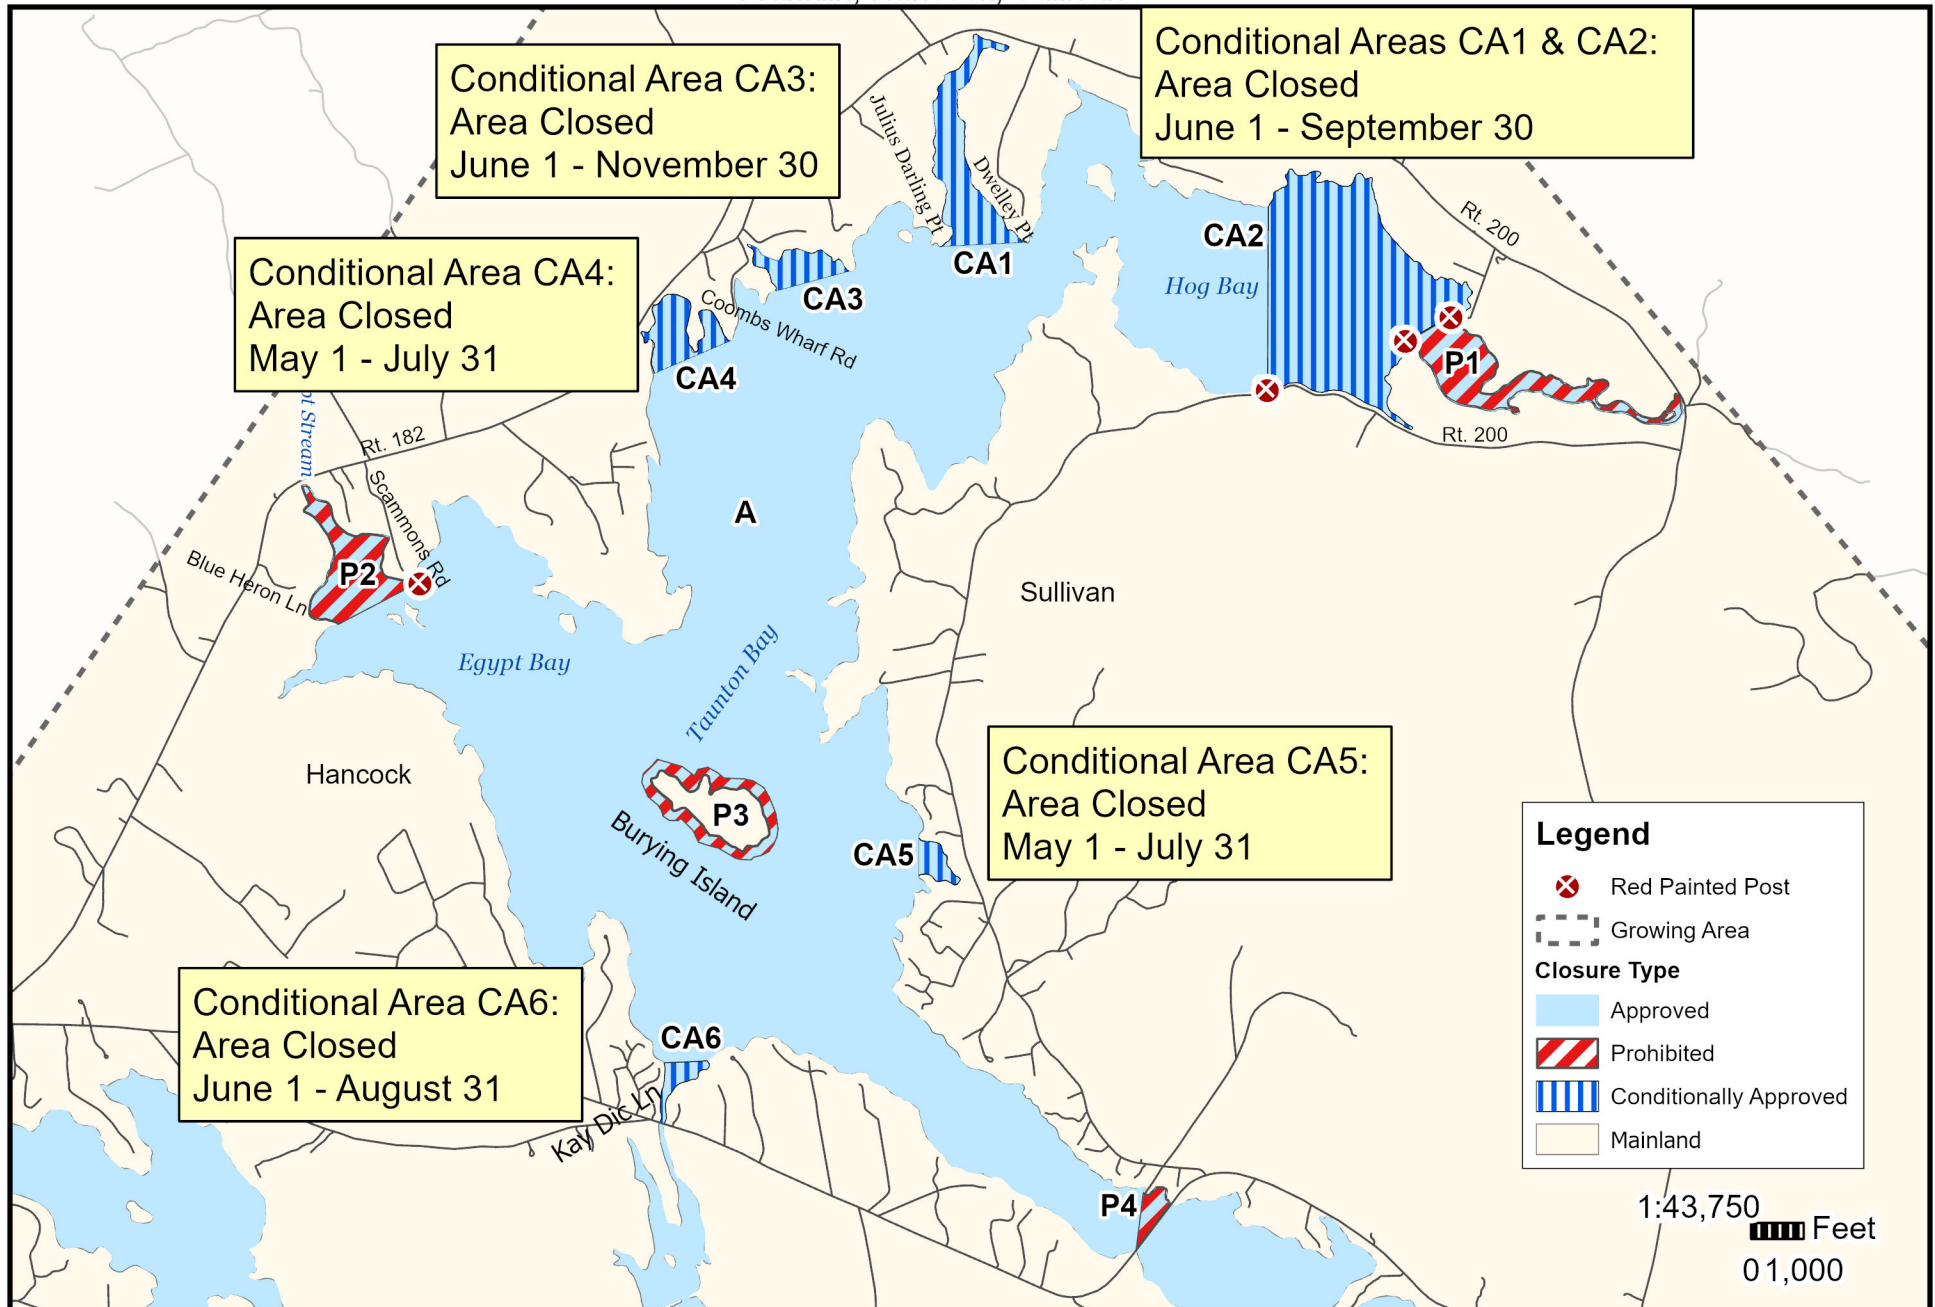 Conditional Area CA3:
Area Closed
June 1 - November 30
Conditional Areas CA1 & CA2:
Area Closed
June 1 - September 30
Conditional Area CA4:
Area Closed
May 1 - July 31
Julius Darling Pt
Dwelley Pt
Rt. 200
CA2
CA1
Hog Bay
CA3
Coombs Wharf Rd
CA4
P1
Rt. 200
Stream
Rt. 182
Scammons Rd
A
P2
Blue Heron Ln
Sullivan
Egypt Bay
Taunton Bay
Hancock
P3
Burying Island
CA5
Conditional Area CA5:
Area Closed
May 1 - July 31
Conditional Area CA6:
Area Closed
June 1 - August 31
CA6
Kay Dic Ln
P4
Legend
Red Painted Post
Growing Area
Closure Type
Approved
Prohibited
Conditionally Approved
Mainland
1:43,750
Feet
0 1,000